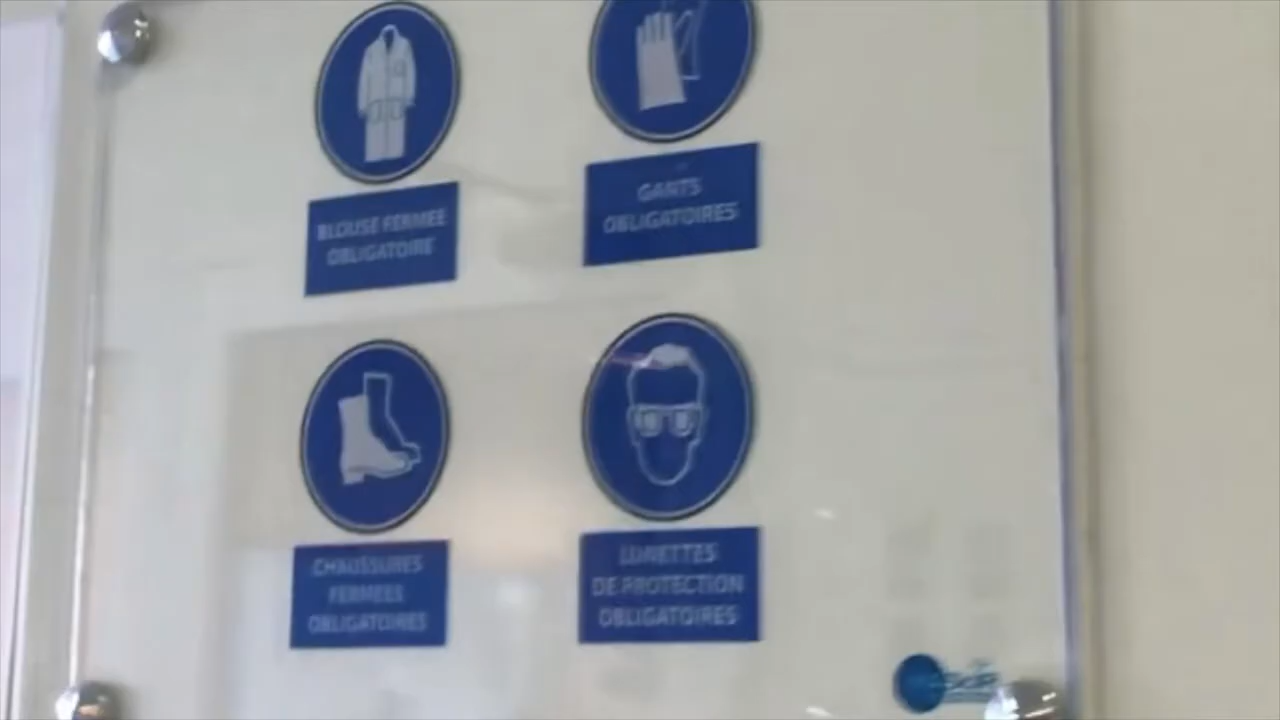 BLOUSE FERMEE
OBLIGATOIRE
GANTS
OBLIGATOIRES
CHAUSSURES
FERMEES
OBLIGATOIRES
LUNETTES
DE PROTECTION
OBLIGATOIRES